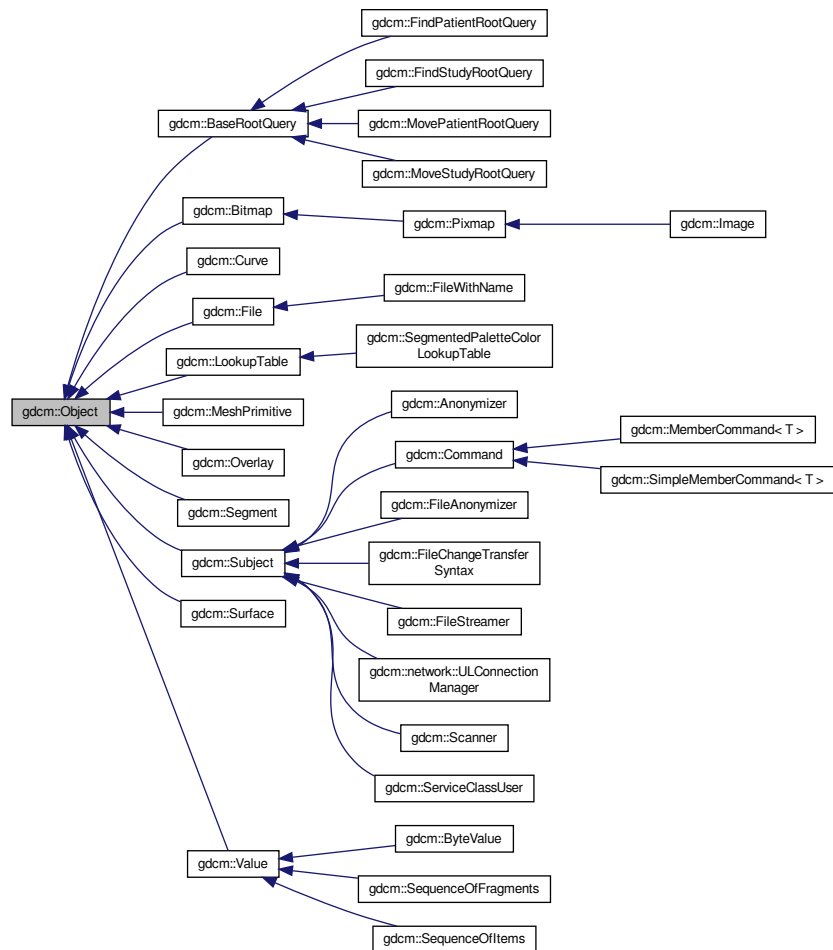 gdcm::FindPatientRootQuery
gdcm::FindStudyRootQuery
gdcm::BaseRootQuery
gdcm::MovePatientRootQuery
gdcm::MoveStudyRootQuery
gdcm::Bitmap
gdcm::Pixmap
gdcm::Image
gdcm::Curve
gdcm::FileWithName
gdcm::File
gdcm::SegmentedPaletteColor
LookupTable
gdcm::LookupTable
gdcm::Object
gdcm::MeshPrimitive
gdcm::Anonymizer
gdcm::MemberCommand< T >
gdcm::Overlay
gdcm::Command
gdcm::SimpleMemberCommand< T >
gdcm::Segment
gdcm::FileAnonymizer
gdcm::Subject
gdcm::FileChangeTransfer
Syntax
gdcm::Surface
gdcm::FileStreamer
gdcm::network::ULConnection
Manager
gdcm::Scanner
gdcm::ServiceClassUser
gdcm::ByteValue
gdcm::Value
gdcm::SequenceOfFragments
gdcm::SequenceOfItems